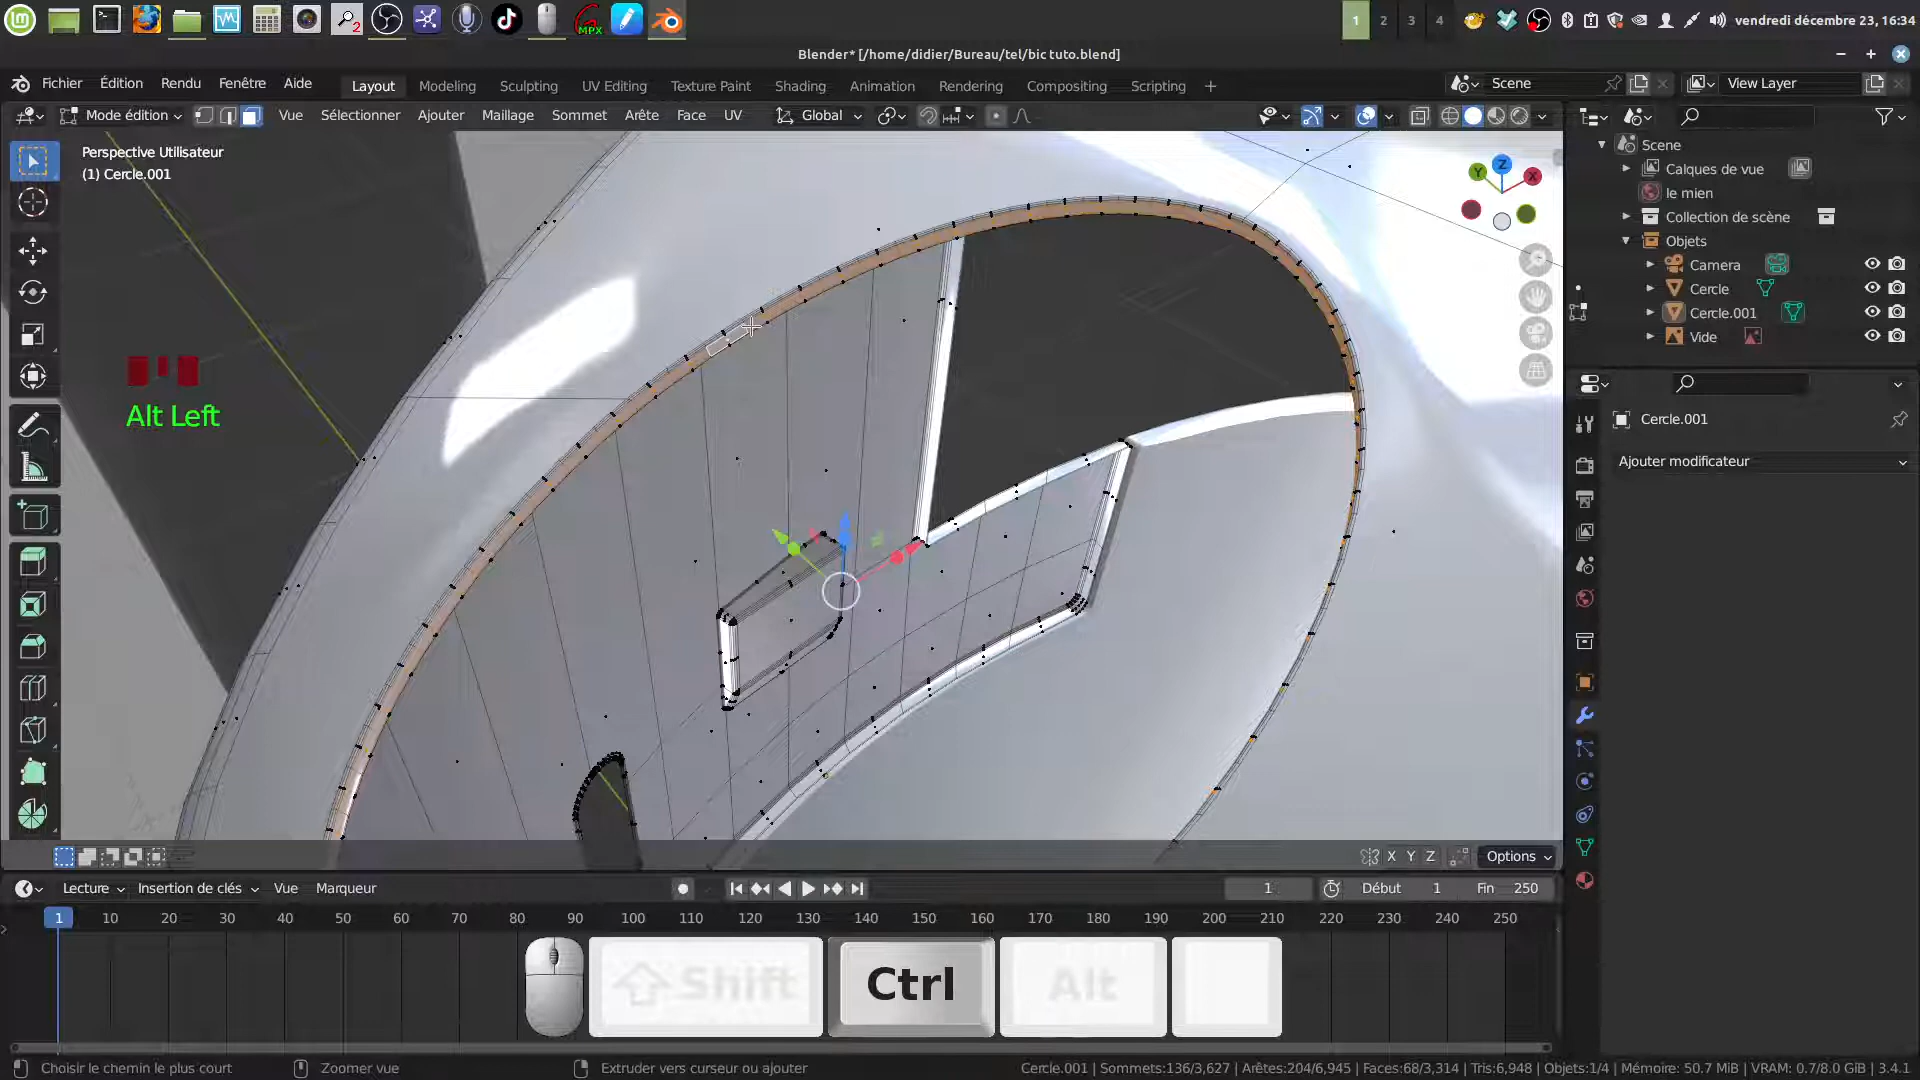 1 2 3 4 vendredi décembre 23, 16:34
Blender* [/home/didier/Bureau/tel/bic tuto.blend]
Fichier Édition Rendu Fenêtre Aide Layout Modeling Sculpting UV Editing Texture Paint Shading Animation Rendering Compositing Scripting + Scene View Layer
Mode édition Vue Sélectionner Ajouter Maillage Sommet Arête Face UV Global
Perspective Utilisateur
(1) Cercle.001
Alt Left
Z
Y
X
Scene
Calques de vue
le mien
Collection de scène
Objets
Camera
Cercle
Cercle.001
Vide
Cercle.001
Ajouter modificateur
X Y Z Options
Lecture Insertion de clés Vue Marqueur 1 Début 1 Fin 250
1 10 20 30 40 50 60 70 80 90 100 110 120 130 140 150 160 170 180 190 200 210 220 230 240 250
Shift Ctrl Alt
Choisir le chemin le plus court Zoomer vue Extruder vers curseur ou ajouter Cercle.001 | Sommets:136/3,627 | Arêtes:204/6,945 | Faces:68/3,314 | Tris:6,948 | Objets:1/4 | Mémoire: 50.7 MiB | VRAM: 0.7/8.0 GiB | 3.4.1
MPX
2